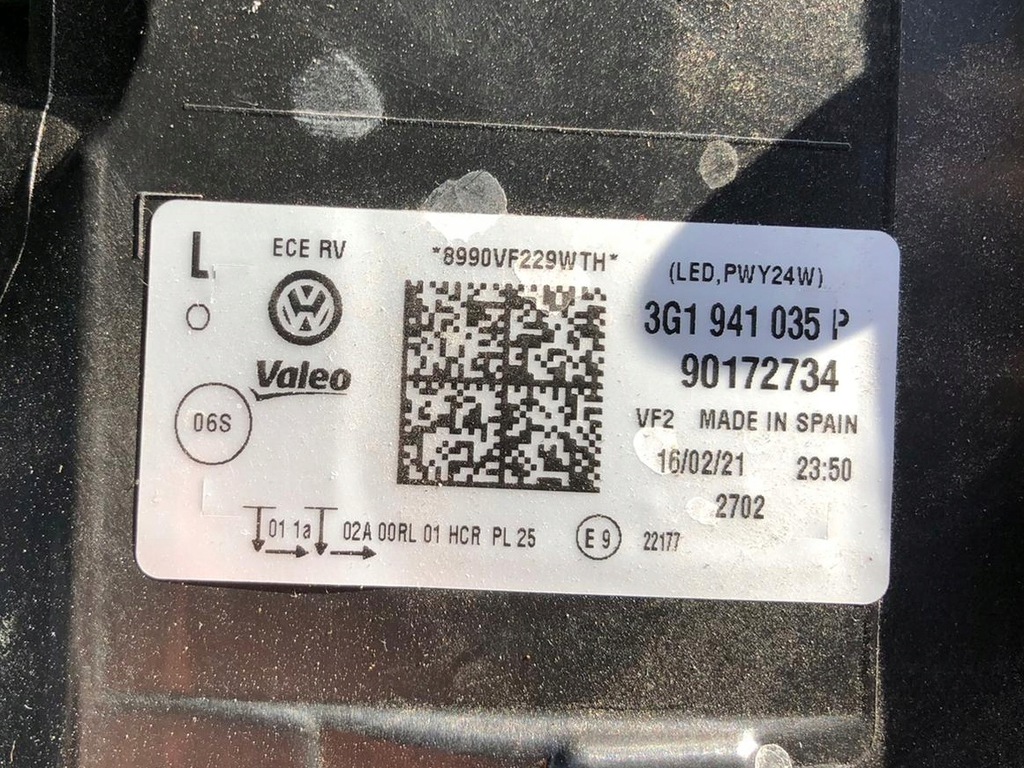 L
ECE RV
Valeo
06S
*8990VF229WTH*
(LED,PWY24W)
3G1 941 035 P
90172734
VF2 MADE IN SPAIN
16/02/21 23:50
2702
01 1a 02A 00RL 01 HCR PL 25
E9 22177